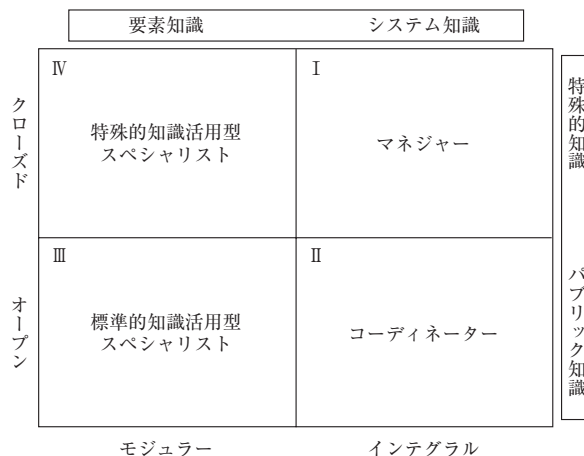 要素知識 システム知識
クローズド
オープン
Ⅳ
特殊的知識活用型
スペシャリスト
Ⅰ
マネジャー
Ⅲ
標準的知識活用型
スペシャリスト
Ⅱ
コーディネーター
特殊的知識
パブリック知識
モジュラー インテグラル